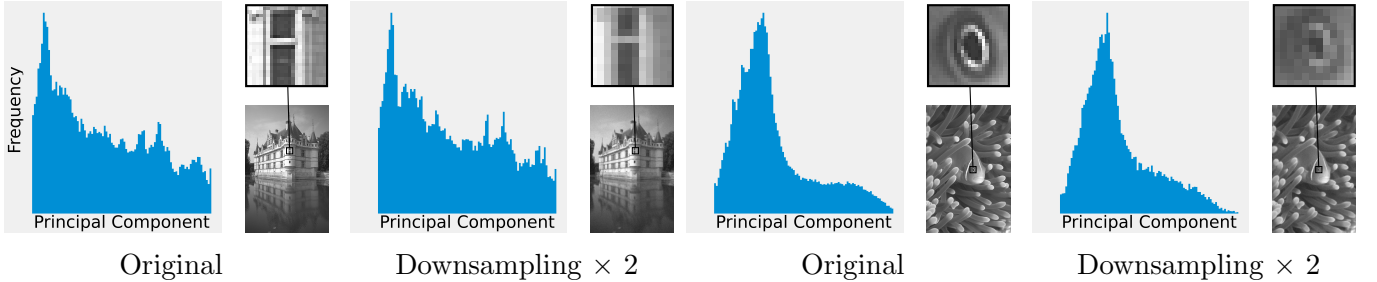 Frequency
Principal Component
Principal Component
Principal Component
Principal Component
Original
Downsampling × 2
Original
Downsampling × 2